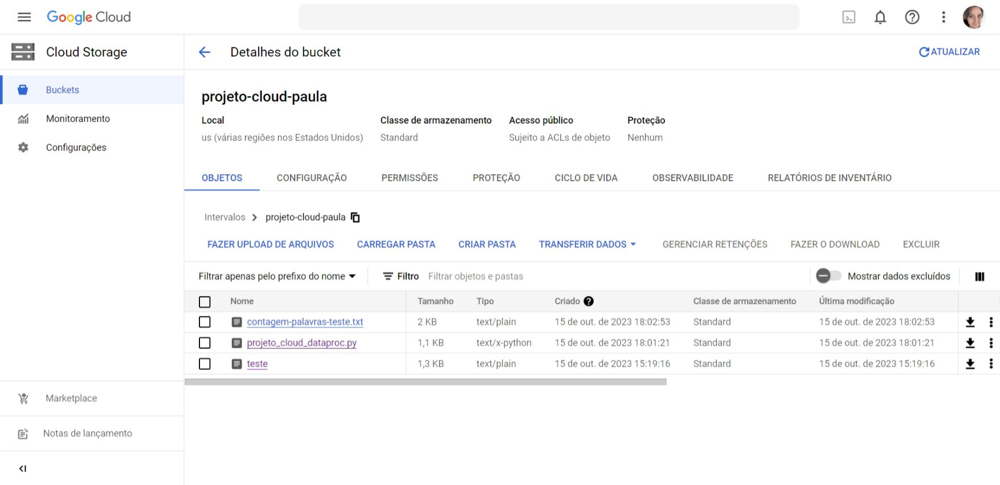 Google Cloud
Cloud Storage
Detalhes do bucket
ATUALIZAR
Buckets
Monitoramento
Configurações
projeto-cloud-paula
Local Classe de armazenamento Acesso público Proteção
us (várias regiões nos Estados Unidos) Standard Sujeito a ACLs de objeto Nenhum
OBJETOS CONFIGURAÇÃO PERMISSÕES PROTEÇÃO CICLO DE VIDA OBSERVABILIDADE RELATÓRIOS DE INVENTÁRIO
Intervalos projeto-cloud-paula
FAZER UPLOAD DE ARQUIVOS CARREGAR PASTA CRIAR PASTA TRANSFERIR DADOS GERENCIAR RETENÇÕES FAZER O DOWNLOAD EXCLUIR
Filtrar apenas pelo prefixo do nome Filtro Filtrar objetos e pastas Mostrar dados excluídos
Nome Tamanho Tipo Criado Classe de armazenamento Última modificação
contagem-palavras-teste.txt 2 KB text/plain 15 de out. de 2023 18:02:53 Standard 15 de out. de 2023 18:02:53
projeto_cloud_dataproc.py 1,1 KB text/x-python 15 de out. de 2023 18:01:21 Standard 15 de out. de 2023 18:01:21
teste 1,3 KB text/plain 15 de out. de 2023 15:19:16 Standard 15 de out. de 2023 15:19:16
Marketplace
Notas de lançamento